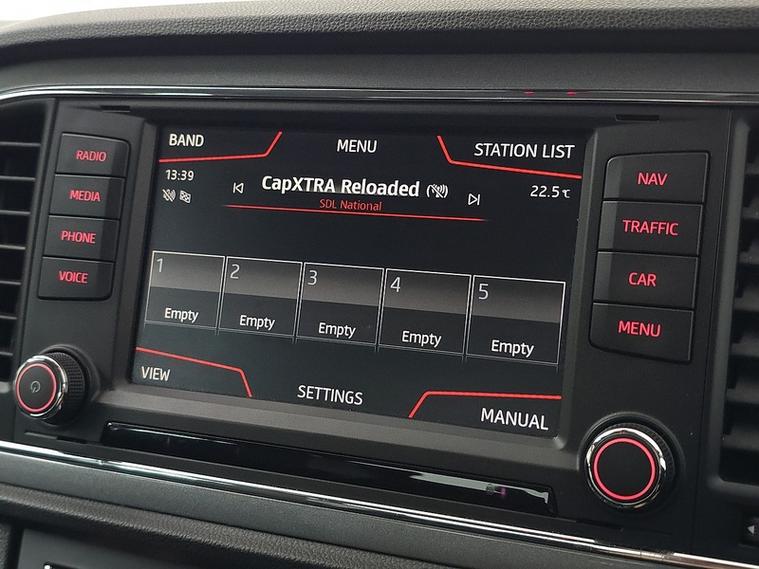 RADIO
MEDIA
PHONE
VOICE
BAND
MENU
STATION LIST
13:39
CapXTRA Reloaded
22.5°C
SDL National
1
2
3
4
5
Empty
Empty
Empty
Empty
Empty
VIEW
SETTINGS
MANUAL
NAV
TRAFFIC
CAR
MENU